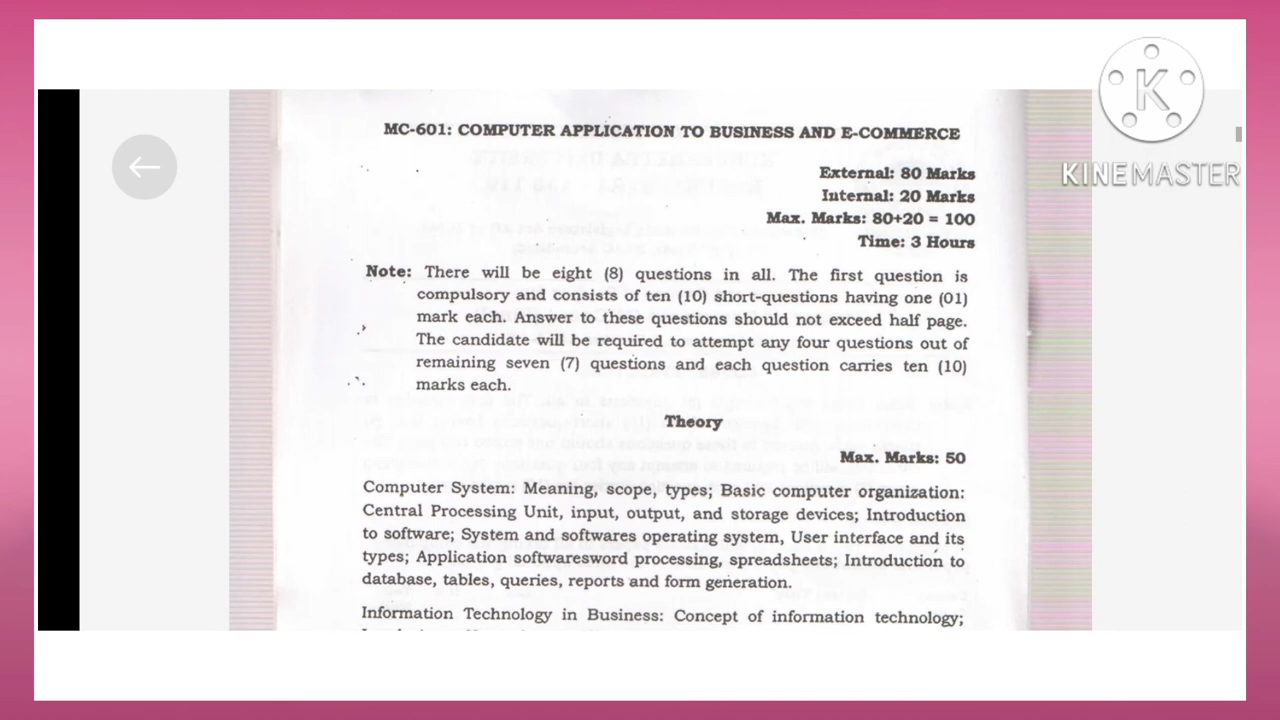 MC-601: COMPUTER APPLICATION TO BUSINESS AND E-COMMERCE
K
KINEMASTER
External: 80 Marks
Internal: 20 Marks
Max. Marks: 80+20 = 100
Time: 3 Hours
Note: There will be eight (8) questions in all. The first question is
compulsory and consists of ten (10) short-questions having one (01)
mark each. Answer to these questions should not exceed half page.
The candidate will be required to attempt any four questions out of
remaining seven (7) questions and each question carries ten (10)
marks each.
Theory
Max. Marks: 50
Computer System: Meaning, scope, types; Basic computer organization:
Central Processing Unit, input, output, and storage devices; Introduction
to software; System and softwares operating system, User interface and its
types; Application softwaresword processing, spreadsheets; Introduction to
database, tables, queries, reports and form generation.
Information Technology in Business: Concept of information technology;